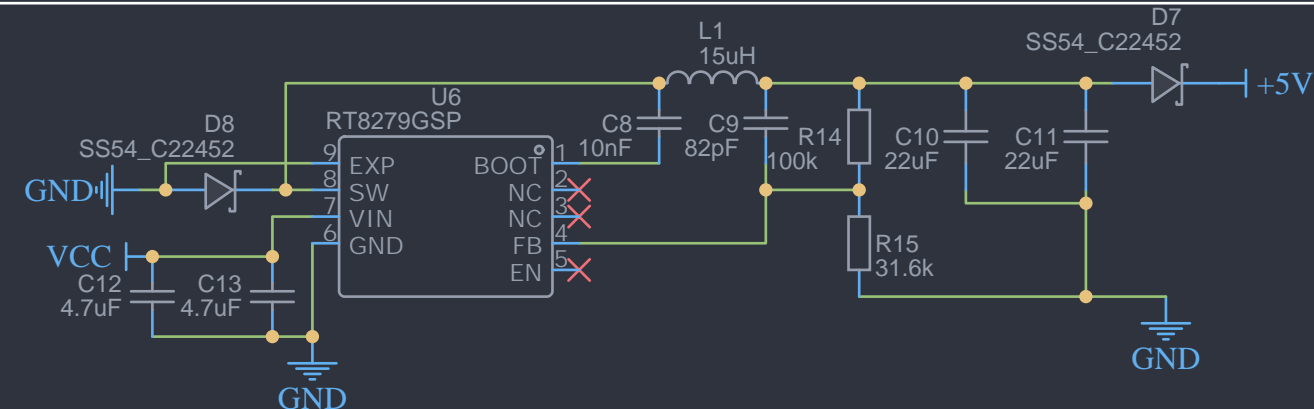 D7
SS54_C22452
L1
15uH
+5V
U6
RT8279GSP
D8
SS54_C22452
C8
10nF
C9
82pF
R14
100k
C10
22uF
C11
22uF
GND
9
EXP
8
SW
7
VIN
6
GND
BOOT
1
NC
2
NC
3
FB
4
EN
5
VCC
C12
4.7uF
C13
4.7uF
R15
31.6k
GND
GND